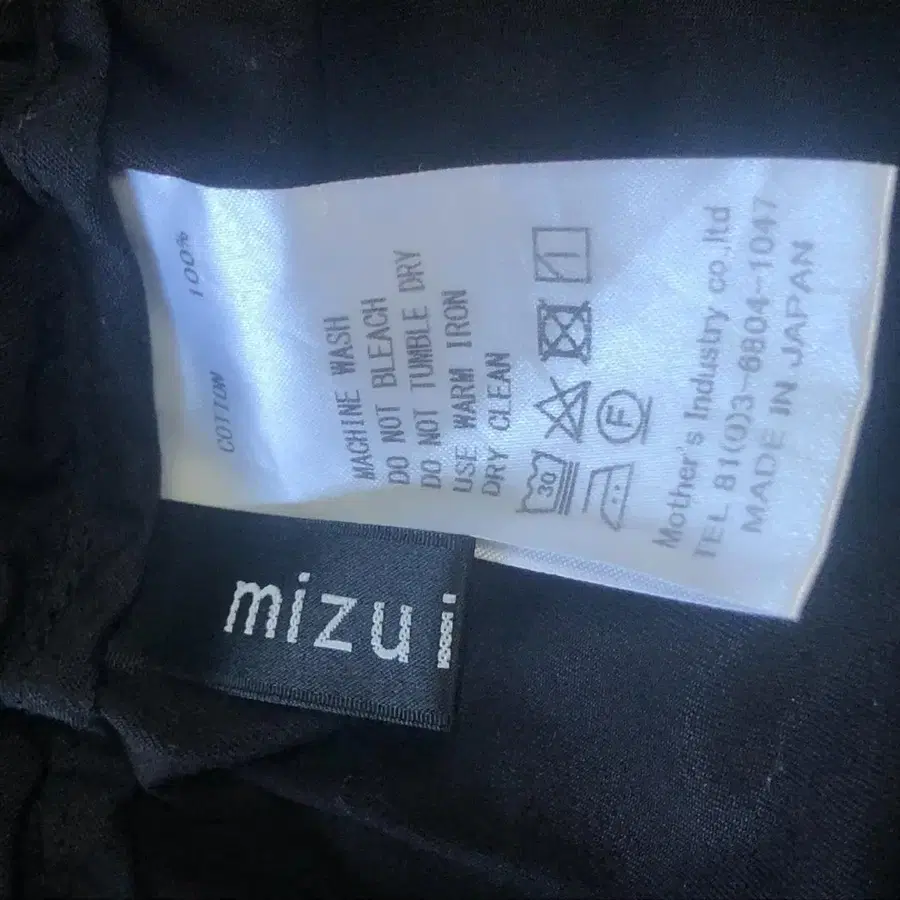 COTTON 100%
MACHINE WASH
DO NOT BLEACH
DO NOT TUMBLE DRY
USE WARM IRON
DRY CLEAN
30
F
Mother's Industry co.,ltd
TEL 81(0)3-6804-1047
MADE IN JAPAN
mizui